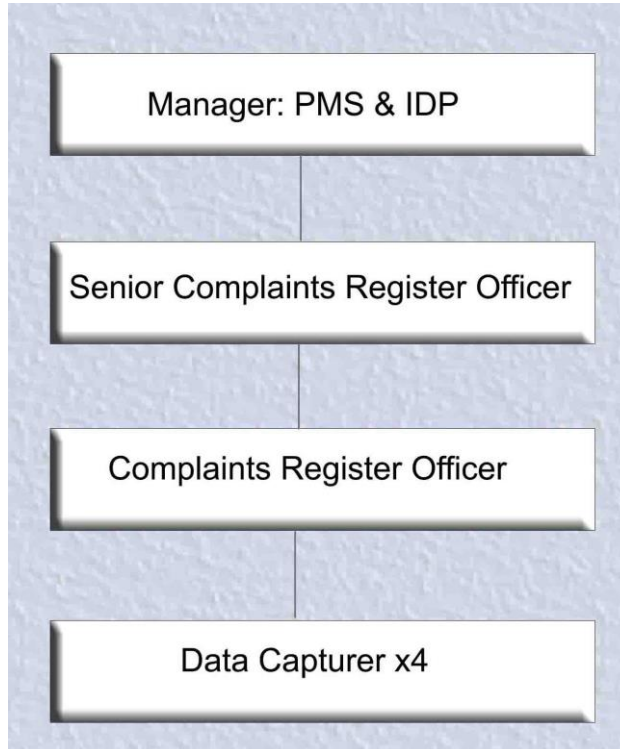 Manager: PMS & IDP
Senior Complaints Register Officer
Complaints Register Officer
Data Capturer x4